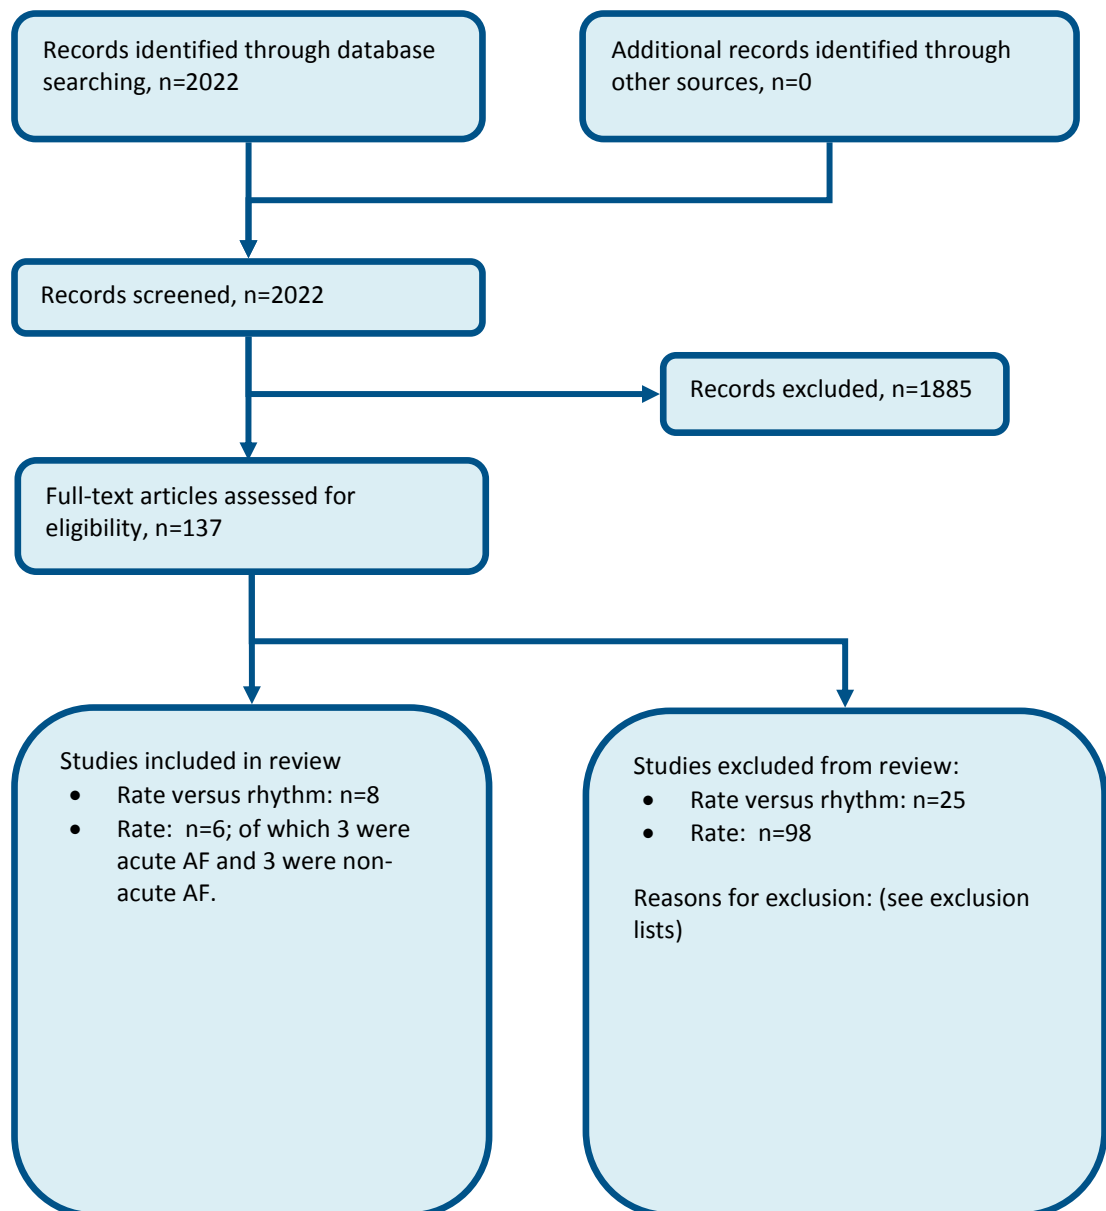 Records identified through database
searching, n=2022
Additional records identified through
other sources, n=0
Records screened, n=2022
Records excluded, n=1885
Full-text articles assessed for
eligibility, n=137
Studies included in review
• Rate versus rhythm: n=8
• Rate: n=6; of which 3 were
acute AF and 3 were non-
acute AF.
Studies excluded from review:
• Rate versus rhythm: n=25
• Rate: n=98
Reasons for exclusion: (see exclusion
lists)